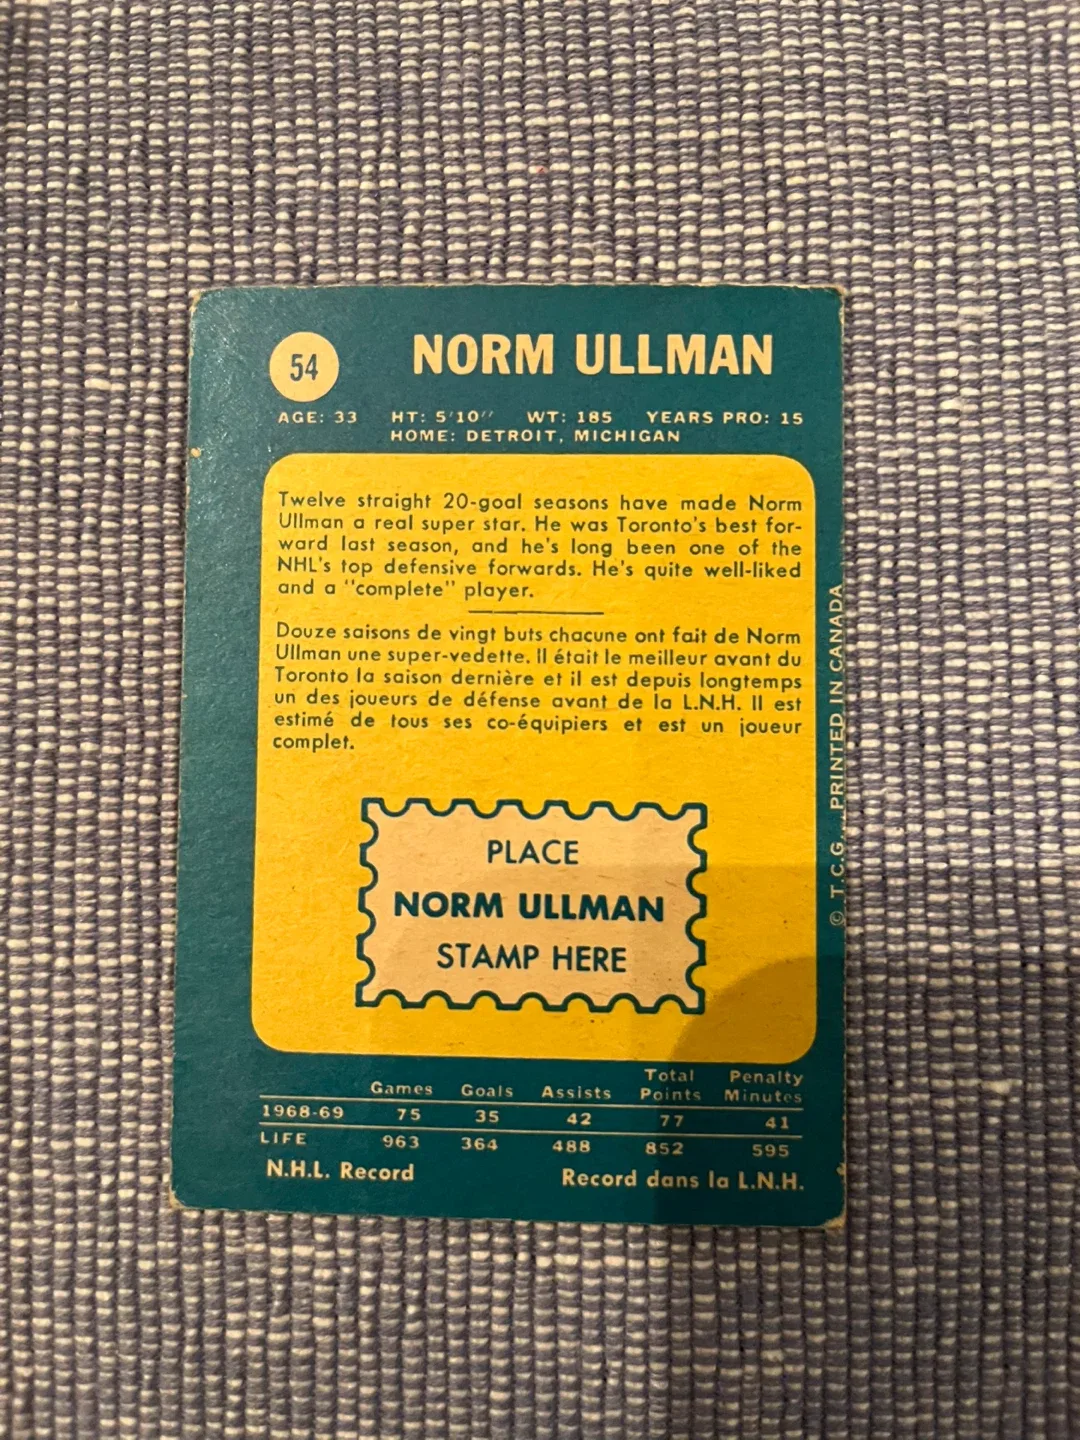 54
NORM ULLMAN
AGE: 33 HT: 5'10" WT: 185 YEARS PRO: 15
HOME: DETROIT, MICHIGAN
Twelve straight 20-goal seasons have made Norm
Ullman a real super star. He was Toronto's best for-
ward last season, and he's long been one of the
NHL's top defensive forwards. He's quite well-liked
and a "complete" player.
Douze saisons de vingt buts chacune ont fait de Norm
Ullman une super-vedette. Il était le meilleur avant du
Toronto la saison dernière et il est depuis longtemps
un des joueurs de défense avant de la L.N.H. Il est
estimé de tous ses co-équipiers et est un joueur
complet.
PLACE
NORM ULLMAN
STAMP HERE
Games Goals Assists Total Points Penalty Minutes
1968-69 75 35 42 77 41
LIFE 963 364 488 852 595
N.H.L. Record Record dans la L.N.H.
© T.C.G. PRINTED IN CANADA